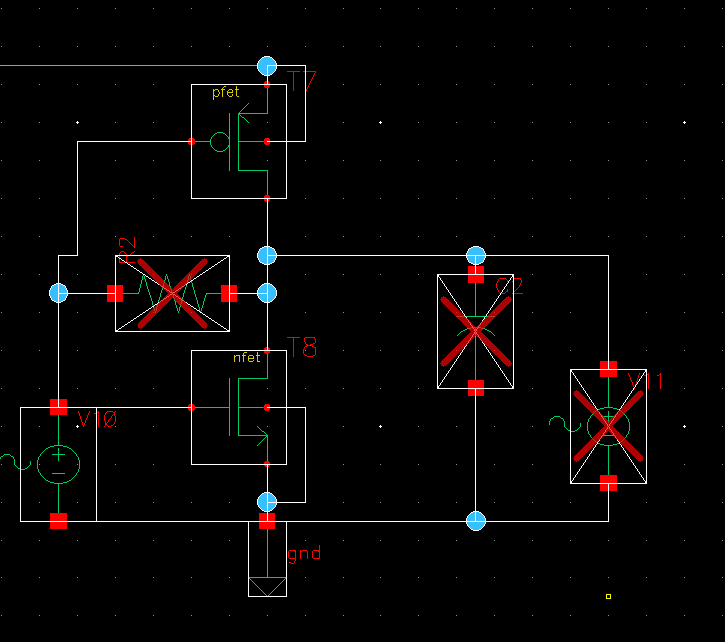 T7
pfet
R2
C2
T8
nfet
V11
V10
gnd